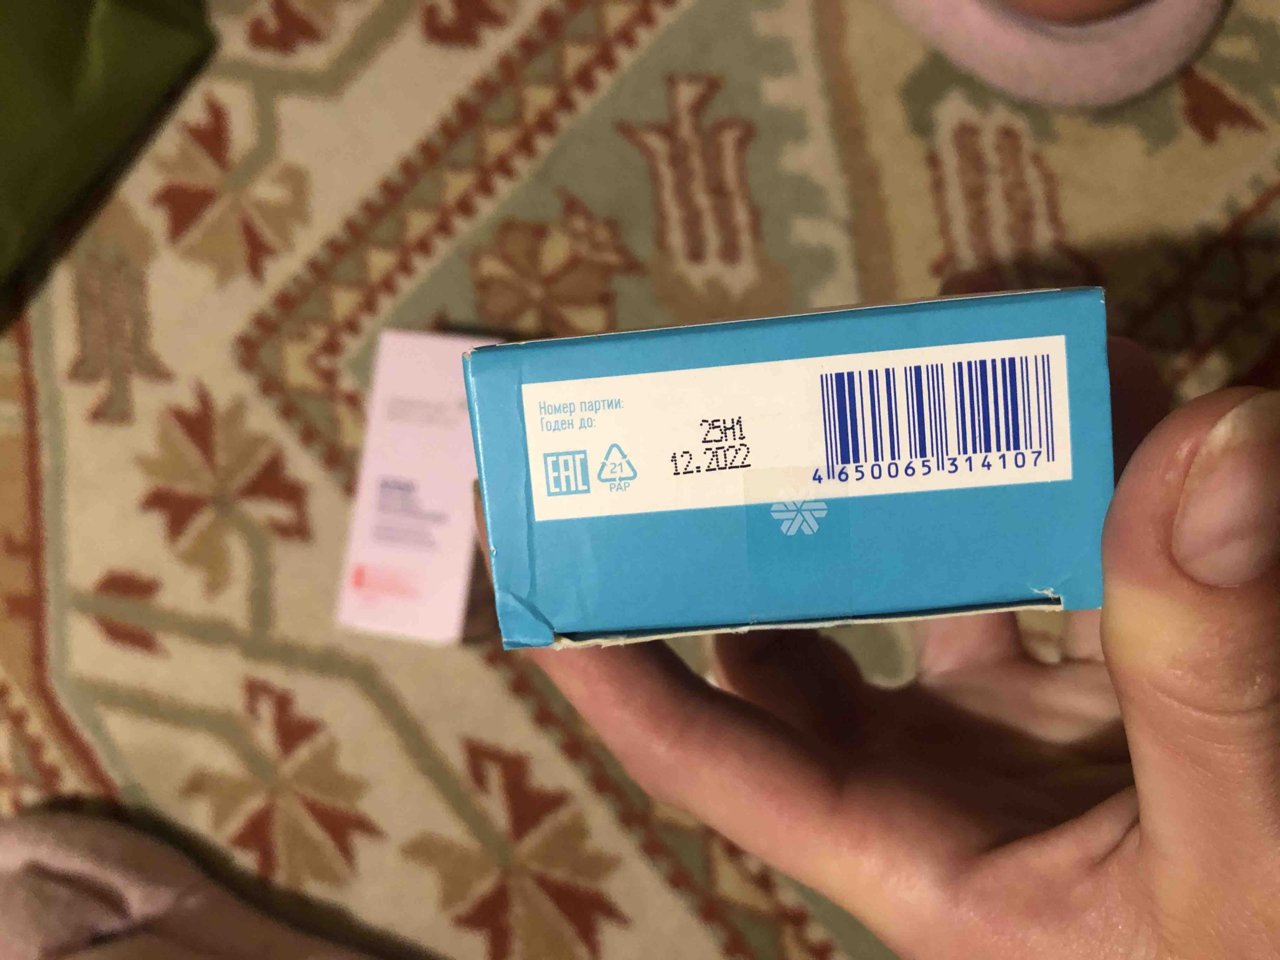 Номер партии:
Годен до:
25H1
12.2022
EAC
21
PAP
4 650065 314107